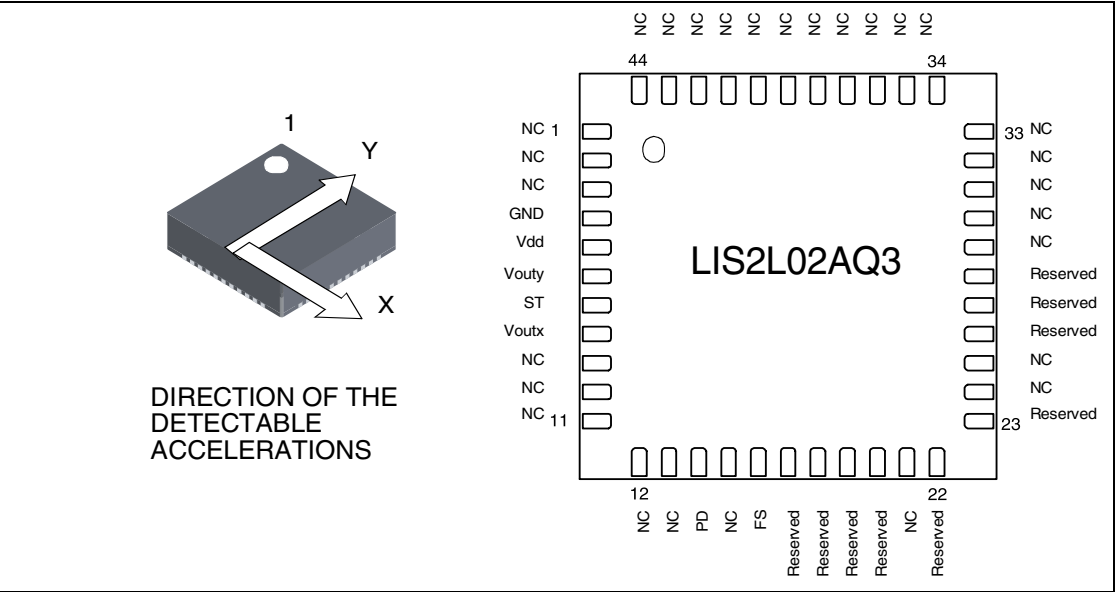 1
Y
X
DIRECTION OF THE
DETECTABLE
ACCELERATIONS
NC NC NC NC NC NC NC NC NC NC NC
44 34
NC 1
NC
NC
GND
Vdd
Vouty
ST
Voutx
NC
NC
NC 11
LIS2L02AQ3
33 NC
NC
NC
NC
NC
Reserved
Reserved
Reserved
NC
NC
23 Reserved
12 22
NC NC PD NC FS Reserved Reserved Reserved Reserved NC Reserved